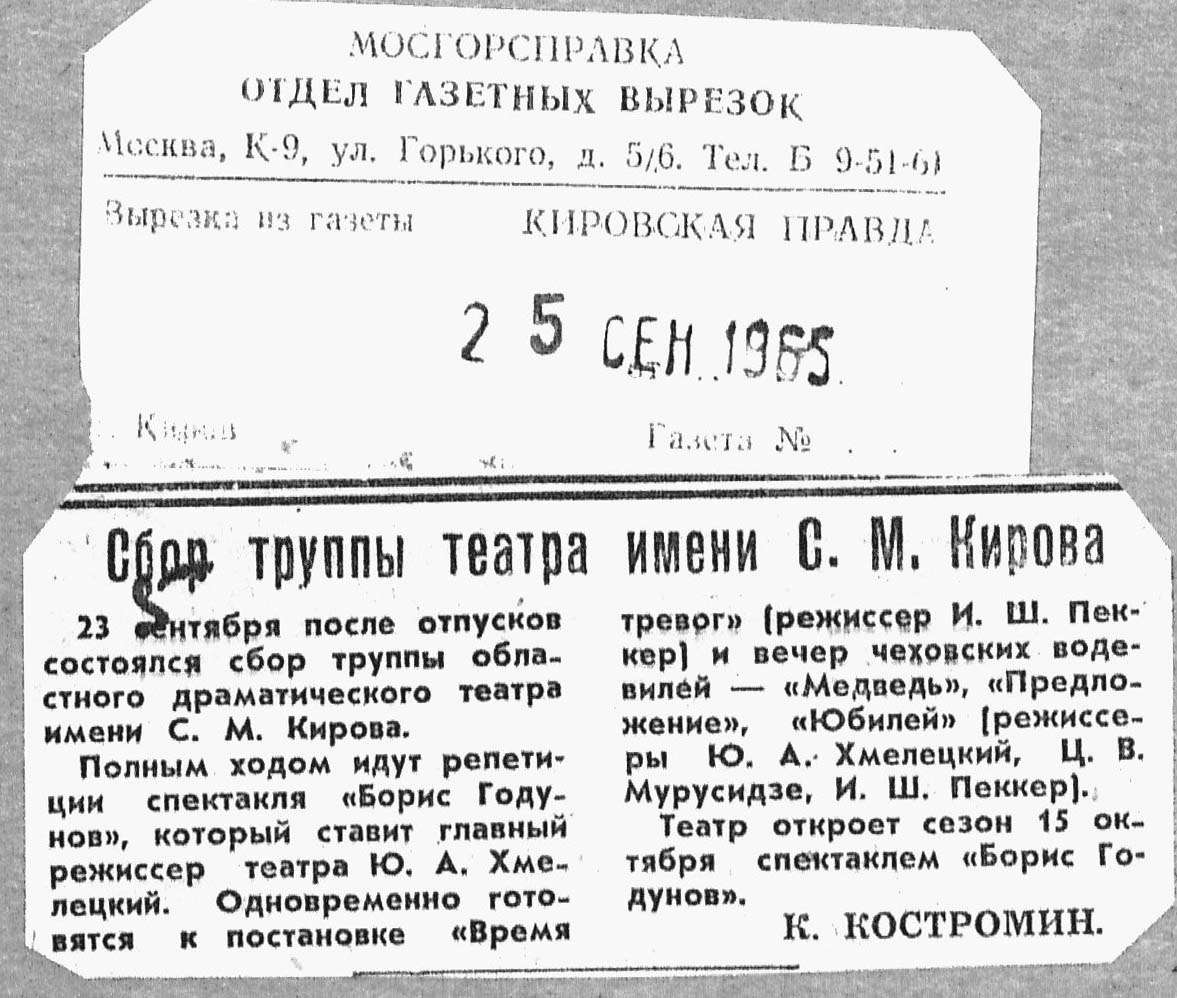 МОСГОРСПРАВКА
ОТДЕЛ ГАЗЕТНЫХ ВЫРЕЗОК
Москва, К-9, ул. Горького, д. 5/6. Тел. Б 9-51-61
Вырезка из газеты КИРОВСКАЯ ПРАВДА
2 5 СЕН 1965
Киров Газета №
Сбор труппы театра имени С. М. Кирова
23 сентября после отпусков
состоялся сбор труппы обла-
стного драматического театра
имени С. М. Кирова.
Полным ходом идут репети-
ции спектакля «Борис Году-
нов», который ставит главный
режиссер театра Ю. А. Хме-
лецкий. Одновременно гото-
вятся к постановке «Время
тревог» (режиссер И. Ш. Пек-
кер) и вечер чеховских воде-
вилей — «Медведь», «Предло-
жение», «Юбилей» (режиссе-
ры Ю. А. Хмелецкий, Ц. В.
Мурусидзе, И. Ш. Пеккер).
Театр откроет сезон 15 ок-
тября спектаклем «Борис Го-
дунов».
К. КОСТРОМИН.